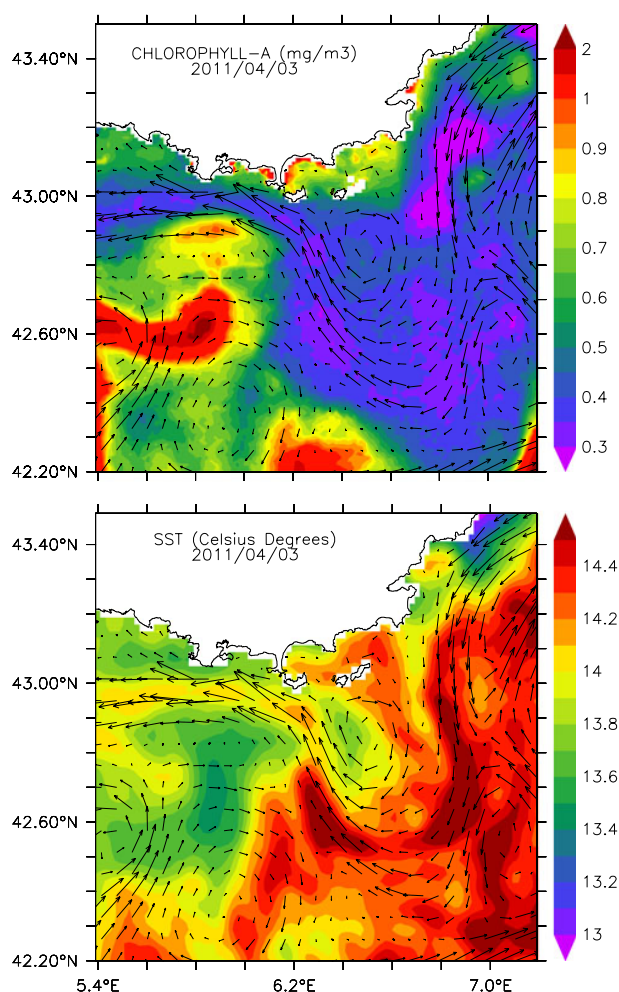 CHLOROPHYLL-A (mg/m3)
2011/04/03
43.40°N
43.00°N
42.60°N
42.20°N
2
1
0.9
0.8
0.7
0.6
0.5
0.4
0.3
SST (Celsius Degrees)
2011/04/03
43.40°N
43.00°N
42.60°N
42.20°N
5.4°E
6.2°E
7.0°E
14.4
14.2
14
13.8
13.6
13.4
13.2
13